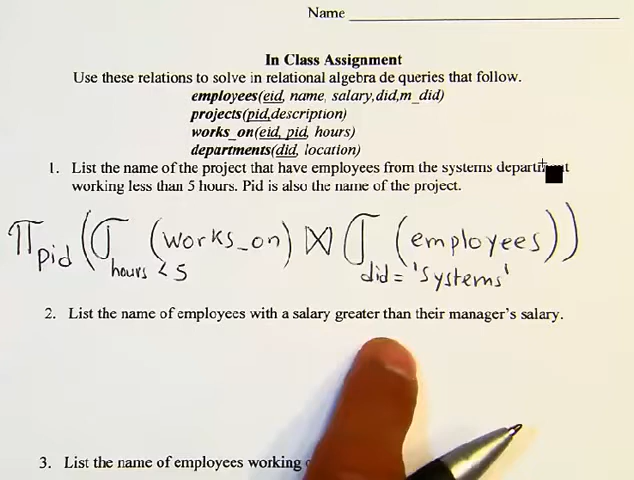 Name
In Class Assignment
Use these relations to solve in relational algebra de queries that follow.
employees(eid, name, salary,did,m_did)
projects(pid,description)
works_on(eid, pid, hours)
departments(did, location)
1. List the name of the project that have employees from the systems department
working less than 5 hours. Pid is also the name of the project.
π pid (σ hours < 5 (works_on) ⋈ σ did = 'systems' (employees))
2. List the name of employees with a salary greater than their manager's salary.
3. List the name of employees working